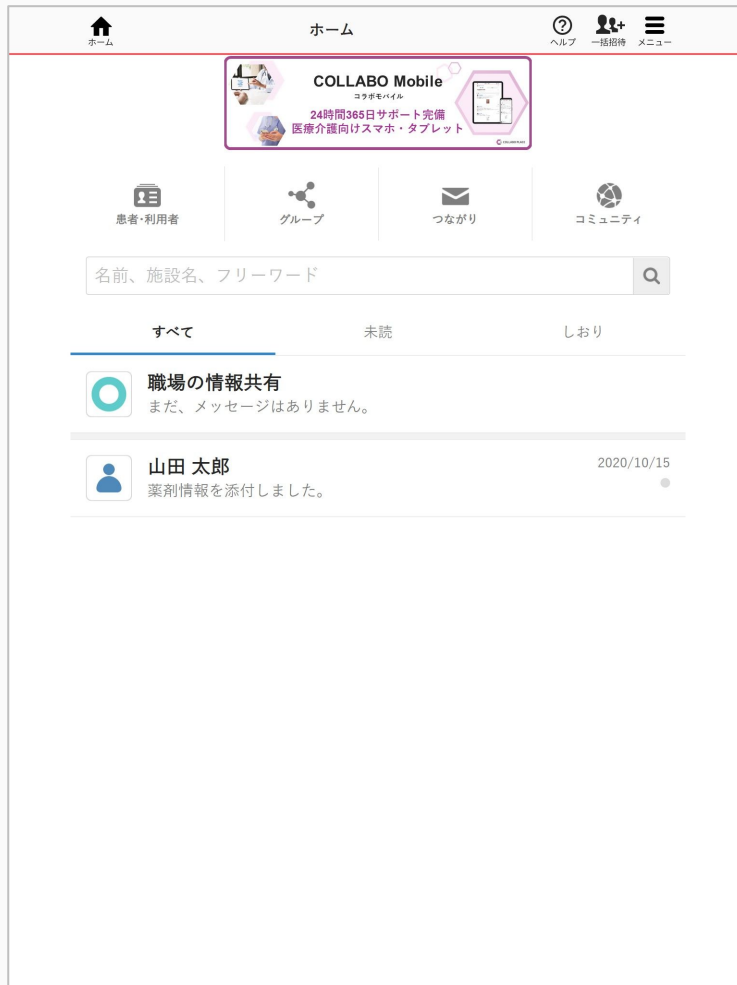 ホーム
ホーム
ヘルプ
一括招待
メニュー
COLLABO Mobile
コラボモバイル
24時間365日サポート完備
医療介護向けスマホ・タブレット
患者・利用者
グループ
つながり
コミュニティ
名前、施設名、フリーワード
すべて
未読
しおり
職場の情報共有
まだ、メッセージはありません。
山田 太郎
2020/10/15
薬剤情報を添付しました。